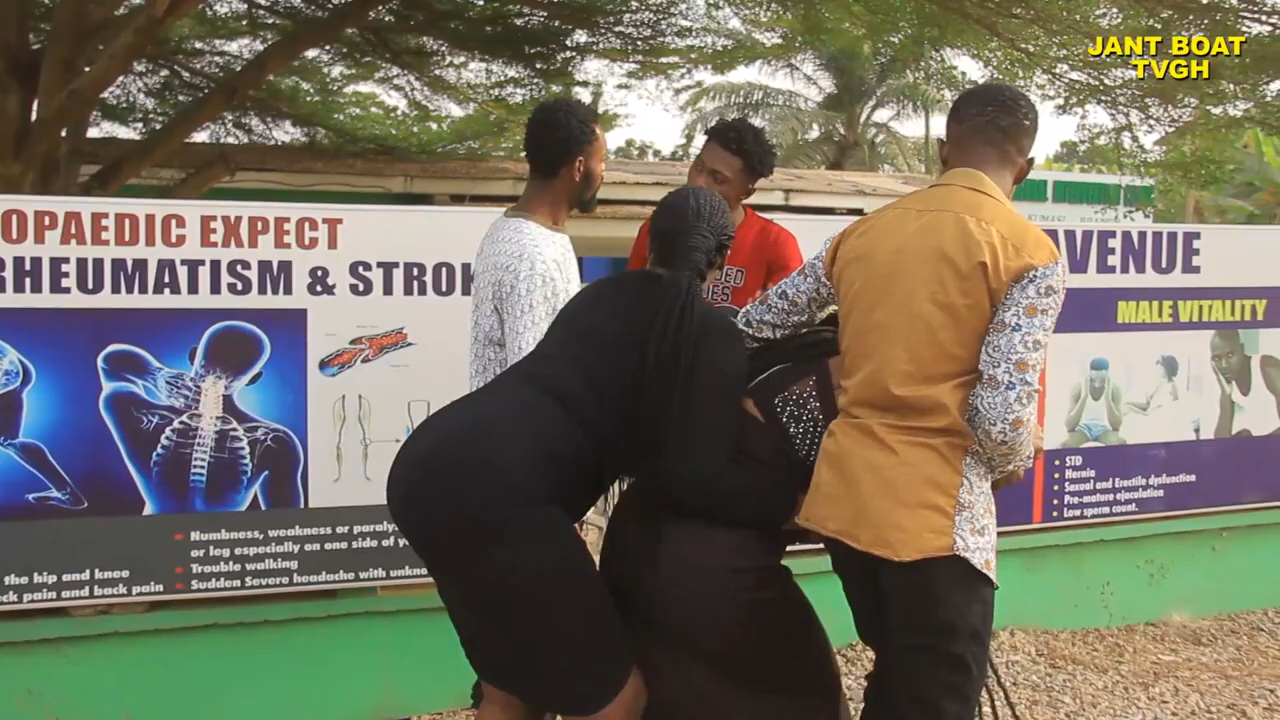 JANT BOAT
TVGH
OPAEDIC EXPECT
RHEUMATISM & STROK
AVENUE
MALE VITALITY
• STD
• Hernia
• Sexual and Erectile dysfunction
• Pre-mature ejaculation
• Low sperm count.
• Numbness, weakness or paraly
or leg especially on one side of y
• Trouble walking
• Sudden Severe headache with unkno
the hip and knee
eck pain and back pain